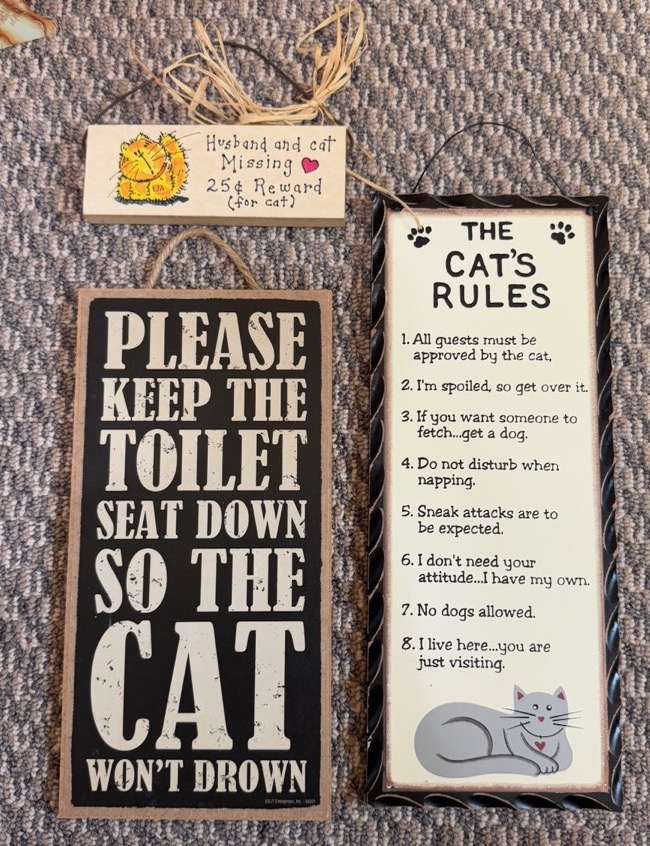 Husband and cat
Missing
25¢ Reward
(for cat)
PLEASE
KEEP THE
TOILET
SEAT DOWN
SO THE
CAT
WON'T DROWN
THE
CAT'S
RULES
1. All guests must be
approved by the cat.
2. I'm spoiled, so get over it.
3. If you want someone to
fetch...get a dog.
4. Do not disturb when
napping.
5. Sneak attacks are to
be expected.
6. I don't need your
attitude...I have my own.
7. No dogs allowed.
8. I live here...you are
just visiting.